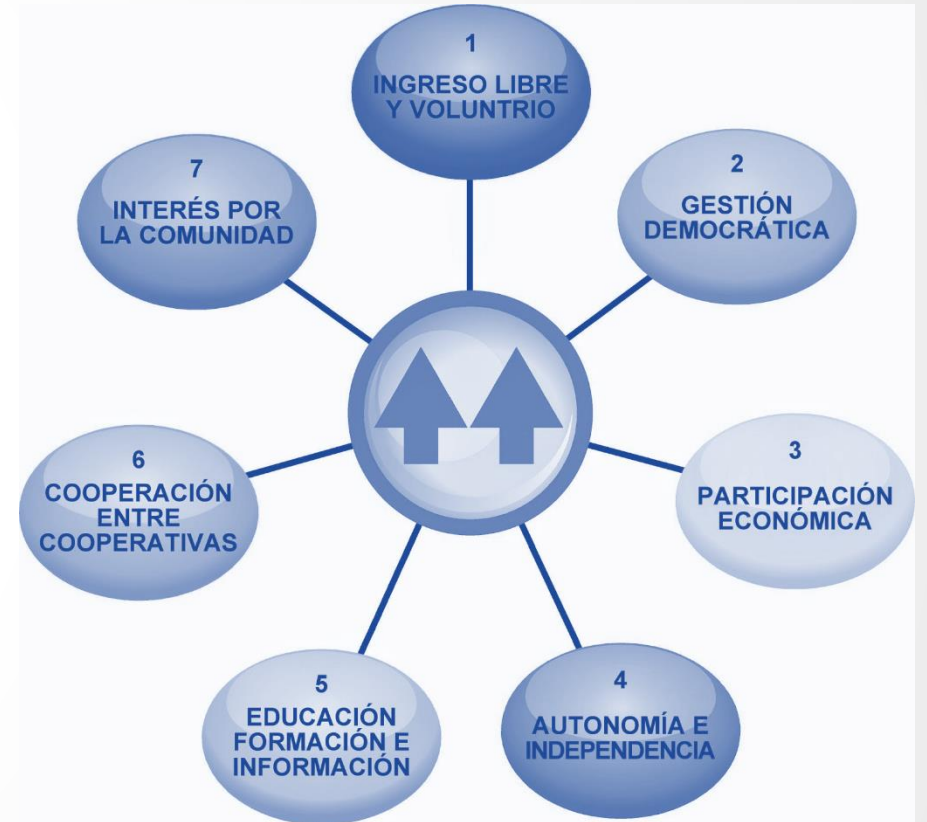 1
INGRESO LIBRE
Y VOLUNTRIO
2
GESTIÓN
DEMOCRÁTICA
3
PARTICIPACIÓN
ECONÓMICA
4
AUTONOMÍA E
INDEPENDENCIA
5
EDUCACIÓN
FORMACIÓN E
INFORMACIÓN
6
COOPERACIÓN
ENTRE
COOPERATIVAS
7
INTERÉS POR
LA COMUNIDAD